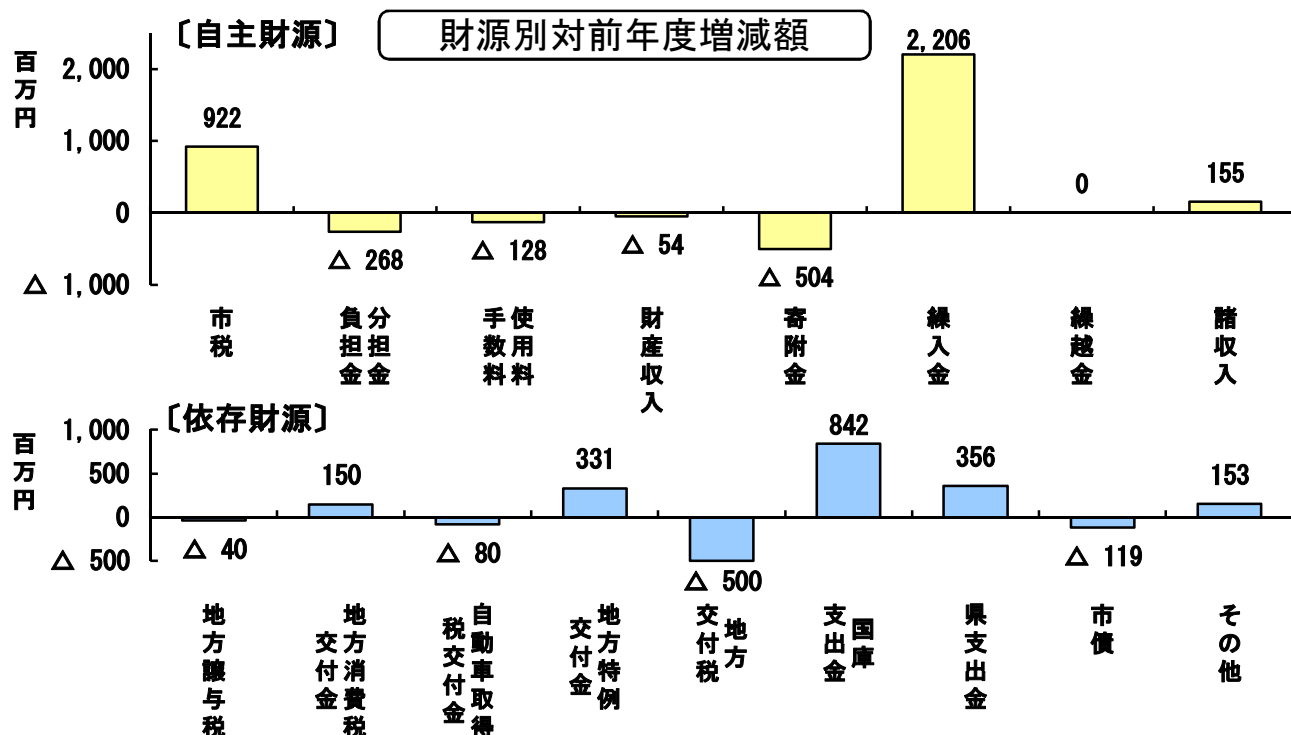 〔自主財源〕
財源別対前年度増減額
百万円
2,000
1,000
0
△ 1,000
922
△ 268
△ 128
△ 54
△ 504
2,206
0
155
市税
分担金
負担金
使用料
手数料
財産収入
寄附金
繰入金
繰越金
諸収入
〔依存財源〕
百万円
1,000
500
0
△ 500
△ 40
150
△ 80
331
△ 500
842
356
△ 119
153
地方譲与税
地方消費税
交付金
自動車取得
税交付金
地方特例
交付金
地方
交付税
国庫
支出金
県支出金
市債
その他